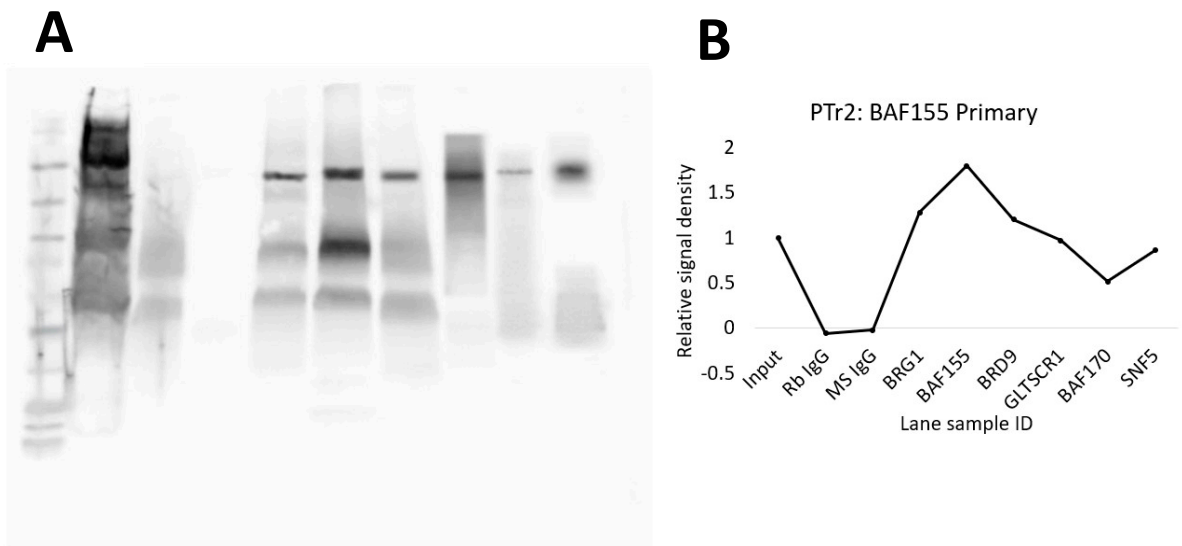 A
B
PTr2: BAF155 Primary
Relative signal density
2
1.5
1
0.5
0
-0.5
Input
Rb IgG
MS IgG
BRG1
BAF155
BRD9
GLTSCR1
BAF170
SNF5
Lane sample ID